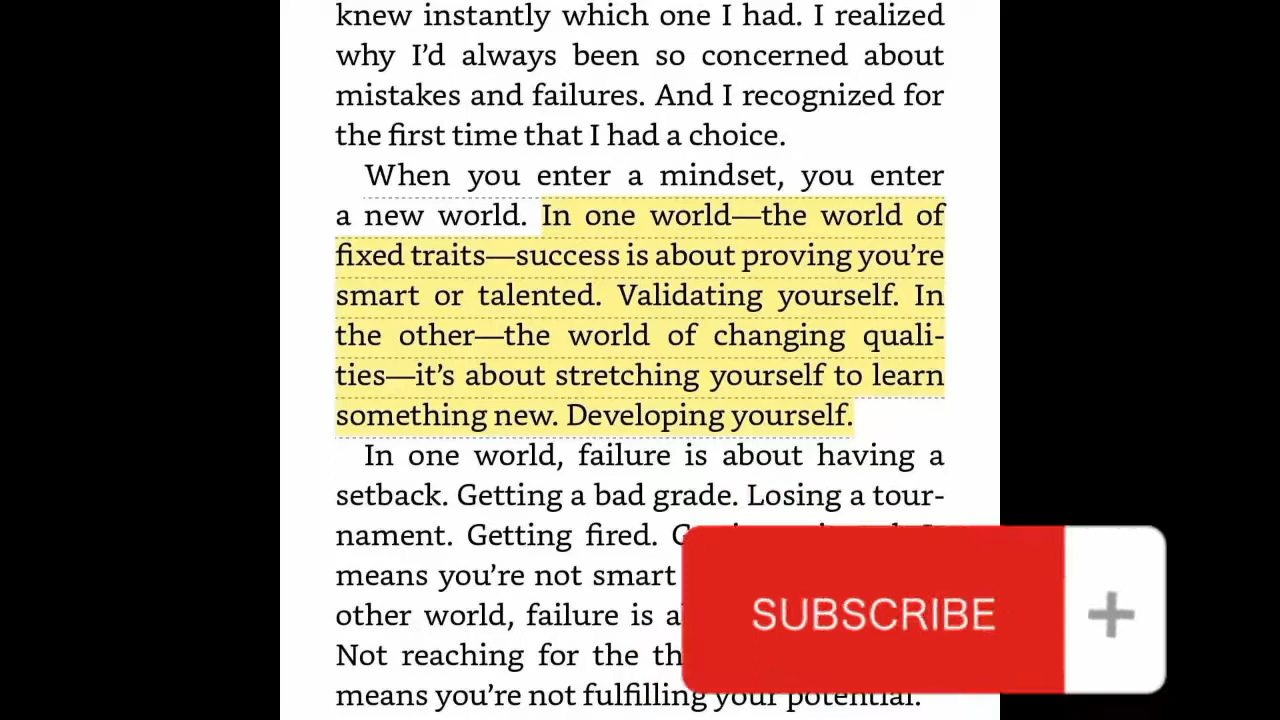 knew instantly which one I had. I realized
why I'd always been so concerned about
mistakes and failures. And I recognized for
the first time that I had a choice.
When you enter a mindset, you enter
a new world. In one world—the world of
fixed traits—success is about proving you're
smart or talented. Validating yourself. In
the other—the world of changing quali-
ties—it's about stretching yourself to learn
something new. Developing yourself.
In one world, failure is about having a
setback. Getting a bad grade. Losing a tour-
nament. Getting fired.
means you're not smart
other world, failure is
Not reaching for the
means you're not fulfilling your potential.
SUBSCRIBE +